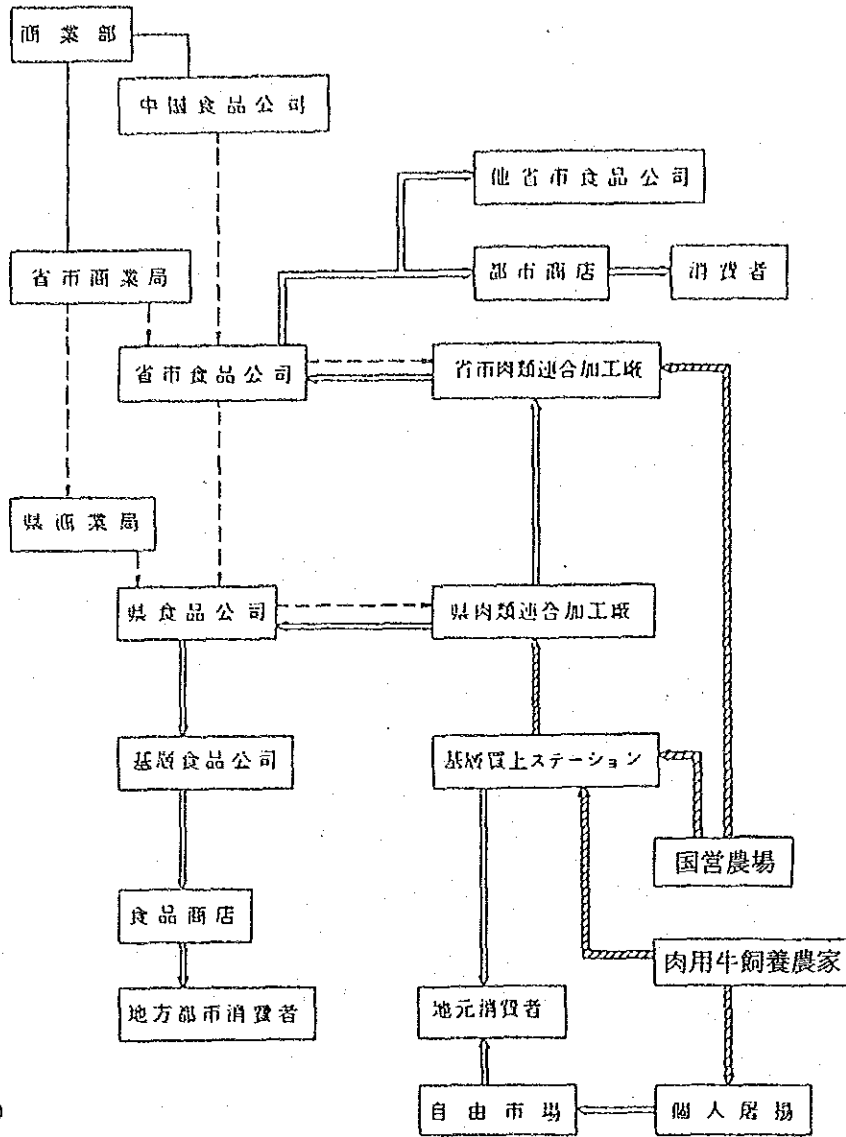 商業部
中国食品公司
他省市食品公司
省市商業局
都市商店
消費者
省市食品公司
省市肉類連合加工廠
県商業局
県食品公司
県肉類連合加工廠
基層食品公司
基層買上ステーション
国営農場
食品商店
肉用牛飼養農家
地方都市消費者
地元消費者
自由市場
個人屠場